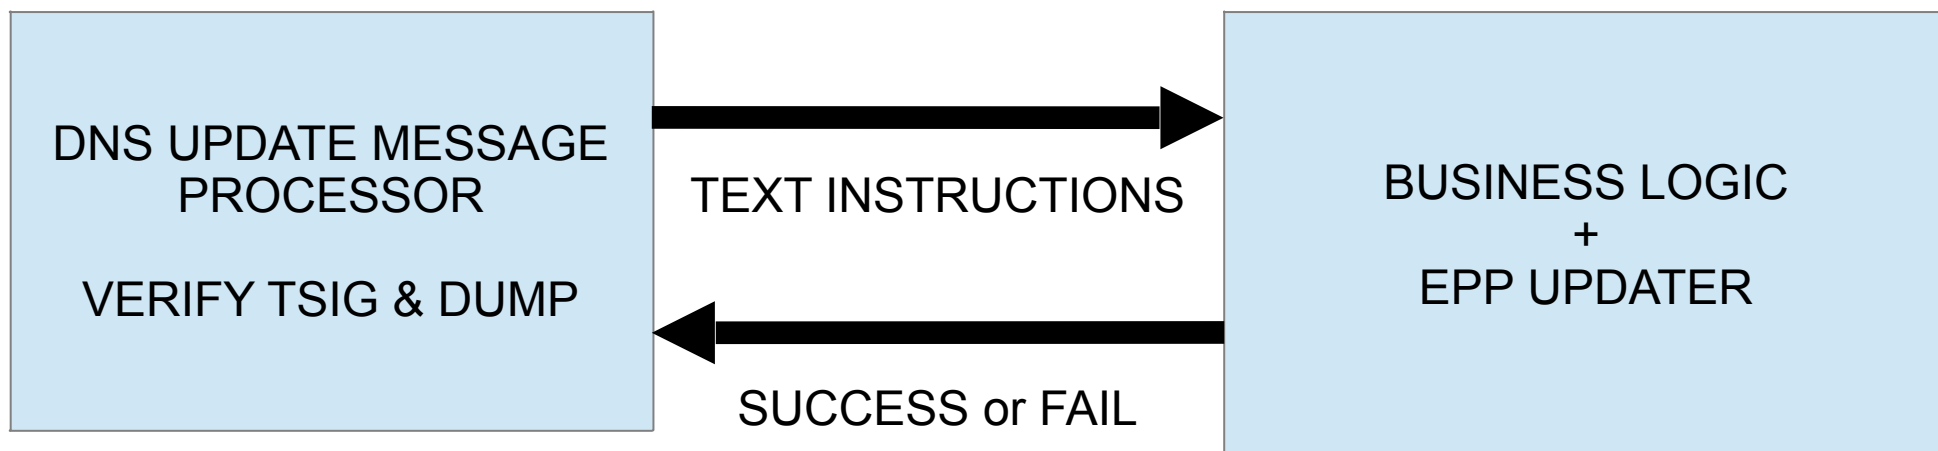 DNS UPDATE MESSAGE
PROCESSOR
VERIFY TSIG & DUMP
TEXT INSTRUCTIONS
SUCCESS or FAIL
BUSINESS LOGIC
+
EPP UPDATER